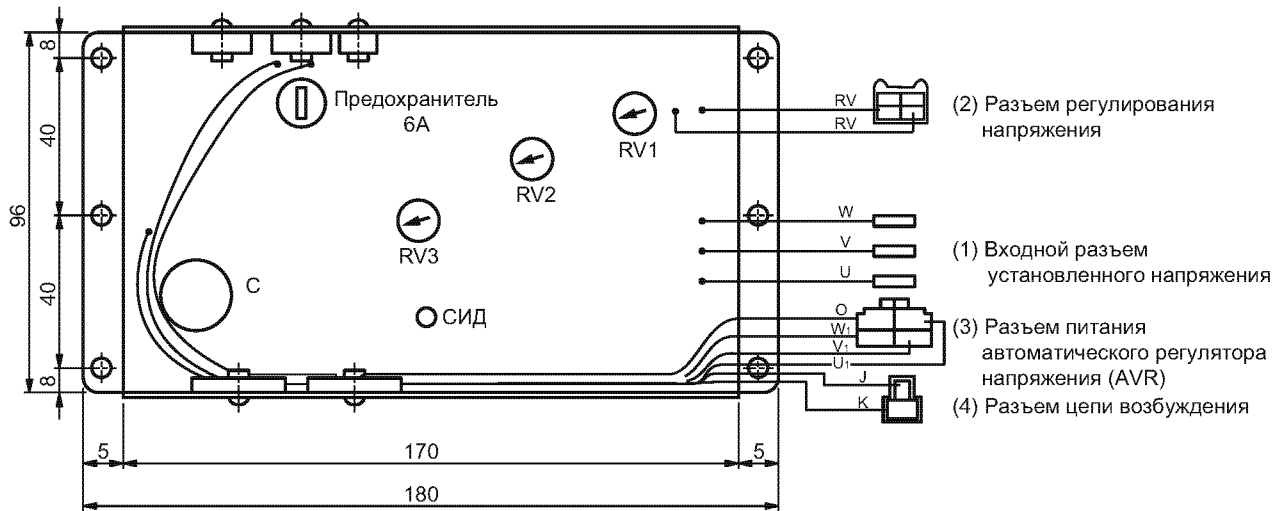 8
40
96
40
8
Предохранитель
6А
RV1
RV2
RV3
C
СИД
RV
RV
(2) Разъем регулирования
напряжения
W
V
U
(1) Входной разъем
установленного напряжения
O
W1
V1
U1
J
K
(3) Разъем питания
автоматического регулятора
напряжения (AVR)
(4) Разъем цепи возбуждения
5
170
5
180